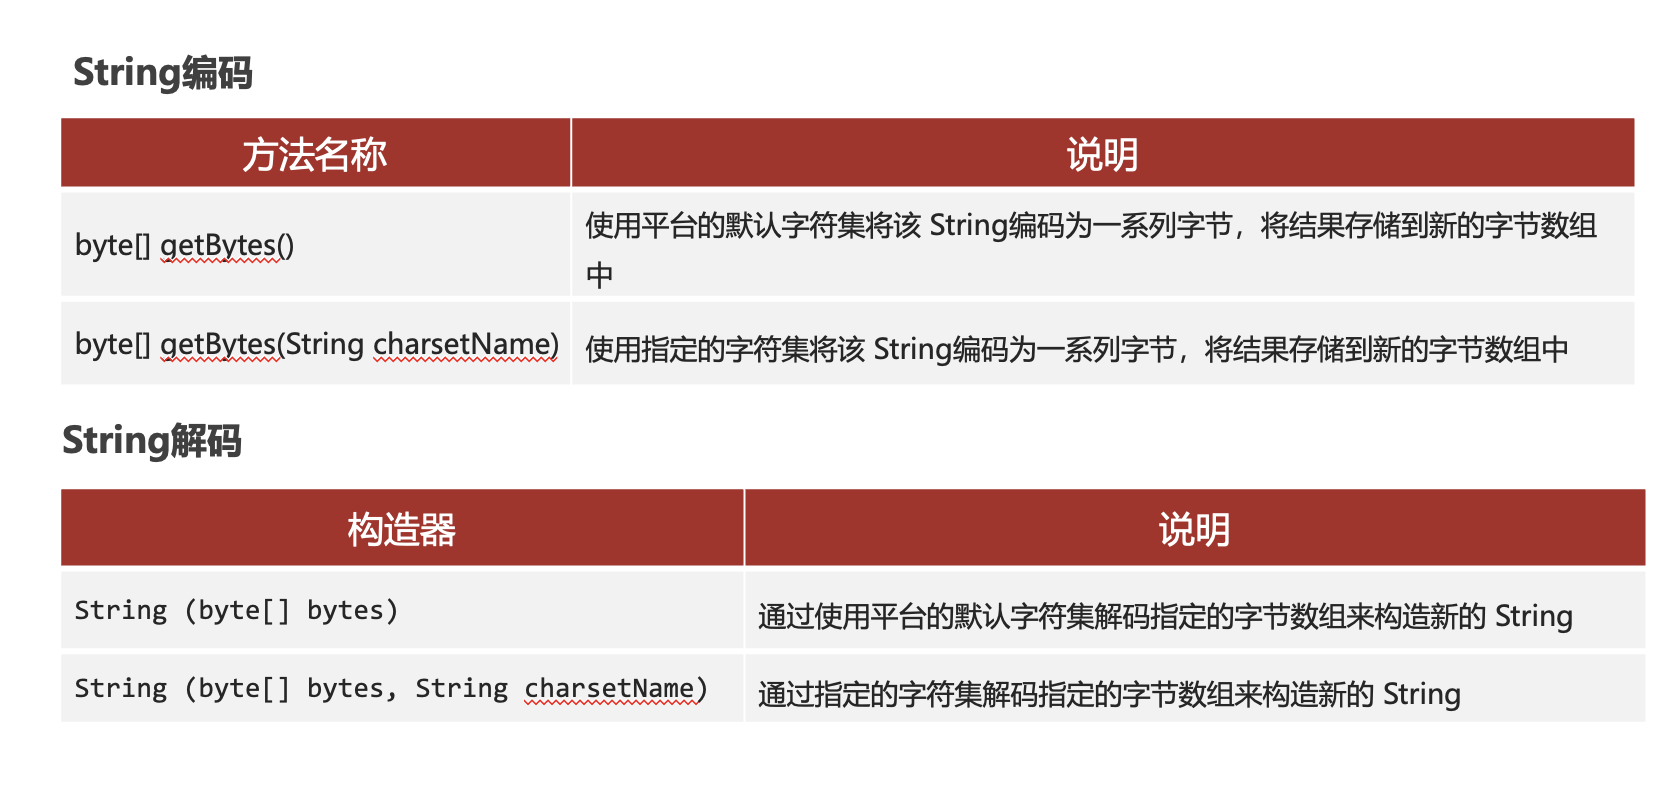 String编码
方法名称
说明
byte[] getBytes()
使用平台的默认字符集将该 String编码为一系列字节，将结果存储到新的字节数组
中
byte[] getBytes(String charsetName)
使用指定的字符集将该 String编码为一系列字节，将结果存储到新的字节数组中
String解码
构造器
说明
String (byte[] bytes)
通过使用平台的默认字符集解码指定的字节数组来构造新的 String
String (byte[] bytes, String charsetName)
通过指定的字符集解码指定的字节数组来构造新的 String